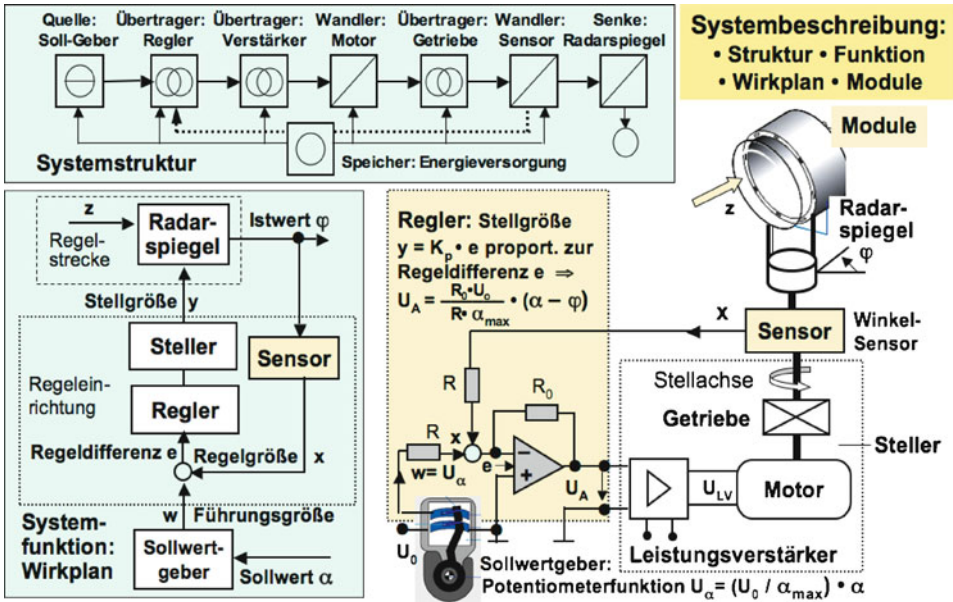 Quelle: Soll-Geber
Übertrager: Regler
Übertrager: Verstärker
Wandler: Motor
Übertrager: Getriebe
Wandler: Sensor
Senke: Radarspiegel
Systemstruktur
Speicher: Energieversorgung
Systembeschreibung:
• Struktur • Funktion
• Wirkplan • Module
Module
z
Radar-
spiegel
φ
z
Radar-
spiegel
Istwert φ
Regel-
strecke
Stellgröße y
Steller
Sensor
Regelein-
richtung
Regler
Regeldifferenz e
Regelgröße x
w Führungsgröße
System-
funktion:
Wirkplan
Sollwert-
geber
Sollwert α
Regler: Stellgröße
y = Kp • e proport. zur
Regeldifferenz e ⇒
UA = R0•Uo / R• αmax • (α – φ)
x
Sensor
Winkel-
Sensor
R
R0
R
x
w= Uα
e
–
+
UA
U0
Stellachse
Getriebe
Steller
ULV
Motor
Leistungsverstärker
Sollwertgeber:
Potentiometerfunktion Uα = (U0 / αmax) • α